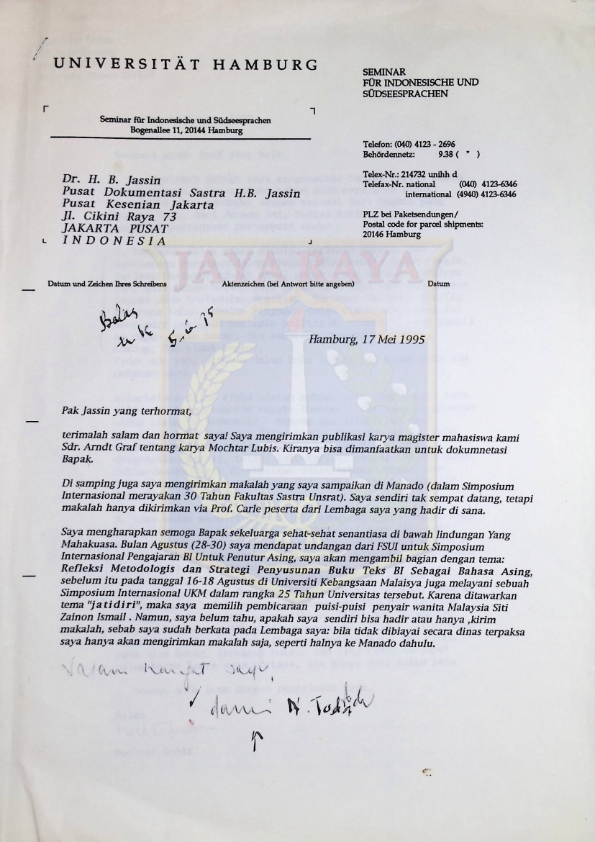 UNIVERSITÄT HAMBURG
SEMINAR
FÜR INDONESISCHE UND
SÜDSEESPRACHEN
Seminar für Indonesische und Südseesprachen
Bogenallee 11, 20144 Hamburg
Telefon: (040) 4123 - 2696
Behördennetz: 9.38 ( " )
Telex-Nr.: 214732 unihh d
Telefax-Nr. national (040) 4123-6346
international (4940) 4123-6346
PLZ bei Paketsendungen/
Postal code for parcel shipments:
20146 Hamburg
Dr. H. B. Jassin
Pusat Dokumentasi Sastra H.B. Jassin
Pusat Kesenian Jakarta
Jl. Cikini Raya 73
JAKARTA PUSAT
INDONESIA
JAYA RAYA
Datum und Zeichen Ihres Schreibens Aktenzeichen (bei Antwort bitte angeben) Datum
Balas
Hamburg, 17 Mei 1995
Pak Jassin yang terhormat,
terimalah salam dan hormat saya! Saya mengirimkan publikasi karya magister mahasiswa kami
Sdr. Arndt Graf tentang karya Mochtar Lubis. Kiranya bisa dimanfaatkan untuk dokumnetasi
Bapak.
Di samping juga saya mengirimkan makalah yang saya sampaikan di Manado (dalam Simposium
Internasional merayakan 30 Tahun Fakultas Sastra Unsrat). Saya sendiri tak sempat datang, tetapi
makalah hanya dikirimkan via Prof. Carle peserta dari Lembaga saya yang hadir di sana.
Saya mengharapkan semoga Bapak sekeluarga sehat-sehat senantiasa di bawah lindungan Yang
Mahakuasa. Bulan Agustus (28-30) saya mendapat undangan dari FSUI untuk Simposium
Internasional Pengajaran BI Untuk Penutur Asing, saya akan mengambil bagian dengan tema:
Refleksi Metodologis dan Strategi Penyusunan Buku Teks BI Sebagai Bahasa Asing,
sebelum itu pada tanggal 16-18 Agustus di Universiti Kebangsaan Malaisya juga melayani sebuah
Simposium Internasional UKM dalam rangka 25 Tahun Universitas tersebut. Karena ditawarkan
tema "jatidiri", maka saya memilih pembicaraan puisi-puisi penyair wanita Malaysia Siti
Zainon Ismail . Namun, saya belum tahu, apakah saya sendiri bisa hadir atau hanya ,kirim
makalah, sebab saya sudah berkata pada Lembaga saya: bila tidak dibiayai secara dinas terpaksa
saya hanya akan mengirimkan makalah saja, seperti halnya ke Manado dahulu.
Salam hangat saya,